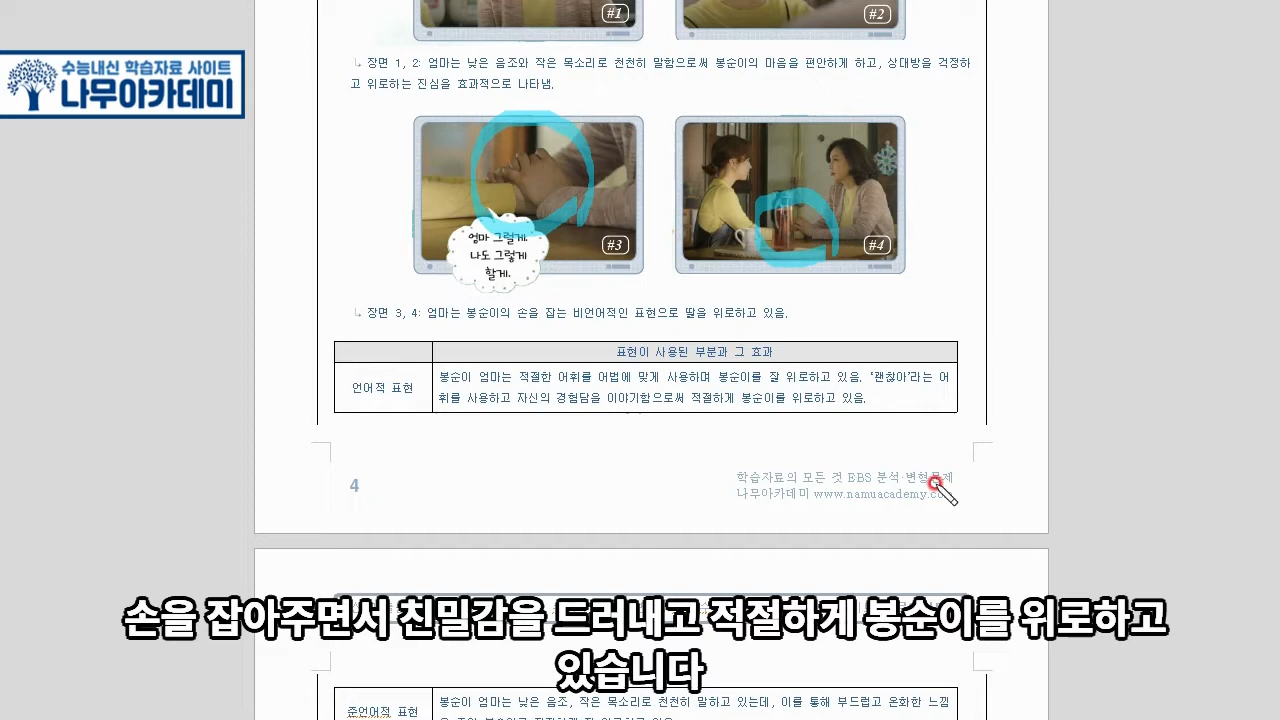 #1
#2
수능내신 학습자료 사이트
나무아카데미
↳ 장면 1, 2: 엄마는 낮은 음조와 작은 목소리로 천천히 말함으로써 봉순이의 마음을 편안하게 하고, 상대방을 걱정하
고 위로하는 진심을 효과적으로 나타냄.
엄마 그럴게.
나도 그렇게
할게.
#3
#4
↳ 장면 3, 4: 엄마는 봉순이의 손을 잡는 비언어적인 표현으로 딸을 위로하고 있음.
표현이 사용된 부분과 그 효과
언어적 표현
봉순이 엄마는 적절한 어휘를 어법에 맞게 사용하며 봉순이를 잘 위로하고 있음. ‘괜찮아’라는 어
휘를 사용하고 자신의 경험담을 이야기함으로써 적절하게 봉순이를 위로하고 있음.
4
학습자료의 모든 것 EBS 분석·변형문제
나무아카데미 www.namuacademy.co
손을 잡아주면서 친밀감을 드러내고 적절하게 봉순이를 위로하고
있습니다
준언어적 표현
봉순이 엄마는 낮은 음조, 작은 목소리로 천천히 말하고 있는데, 이를 통해 부드럽고 온화한 느낌